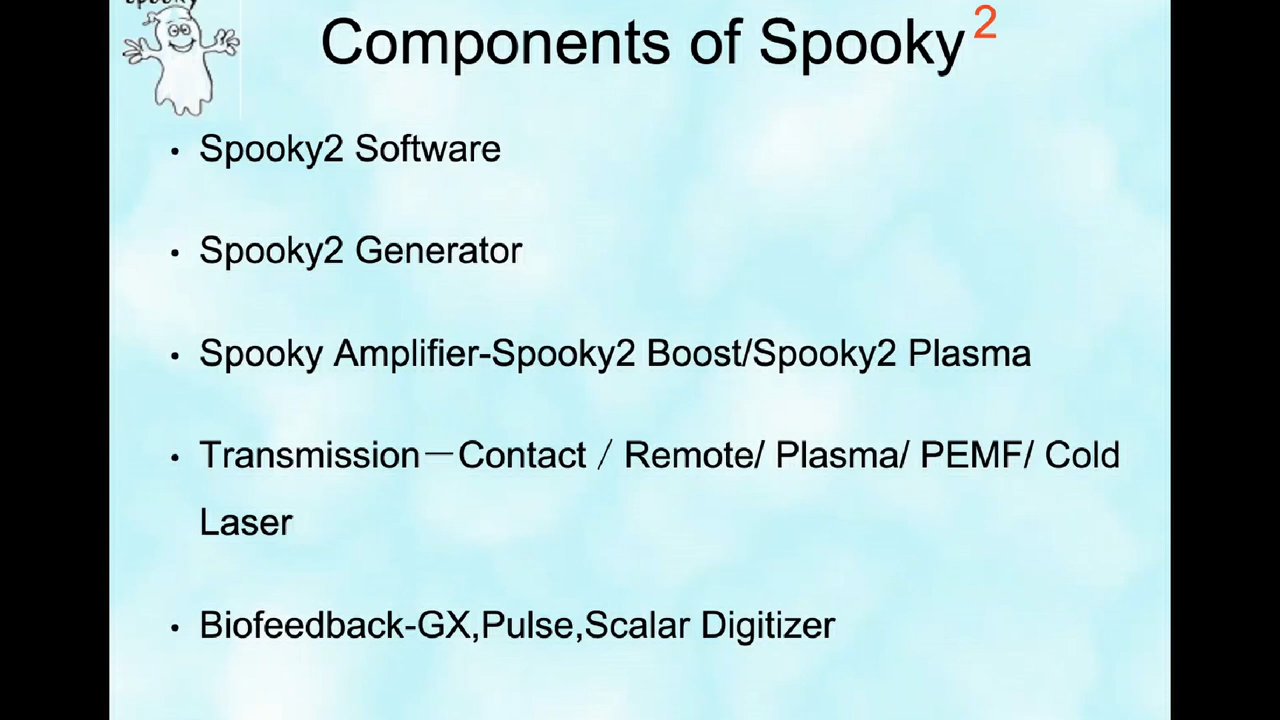 Spooky
Components of Spooky2
• Spooky2 Software
• Spooky2 Generator
• Spooky Amplifier-Spooky2 Boost/Spooky2 Plasma
• Transmission—Contact / Remote/ Plasma/ PEMF/ Cold
Laser
• Biofeedback-GX,Pulse,Scalar Digitizer